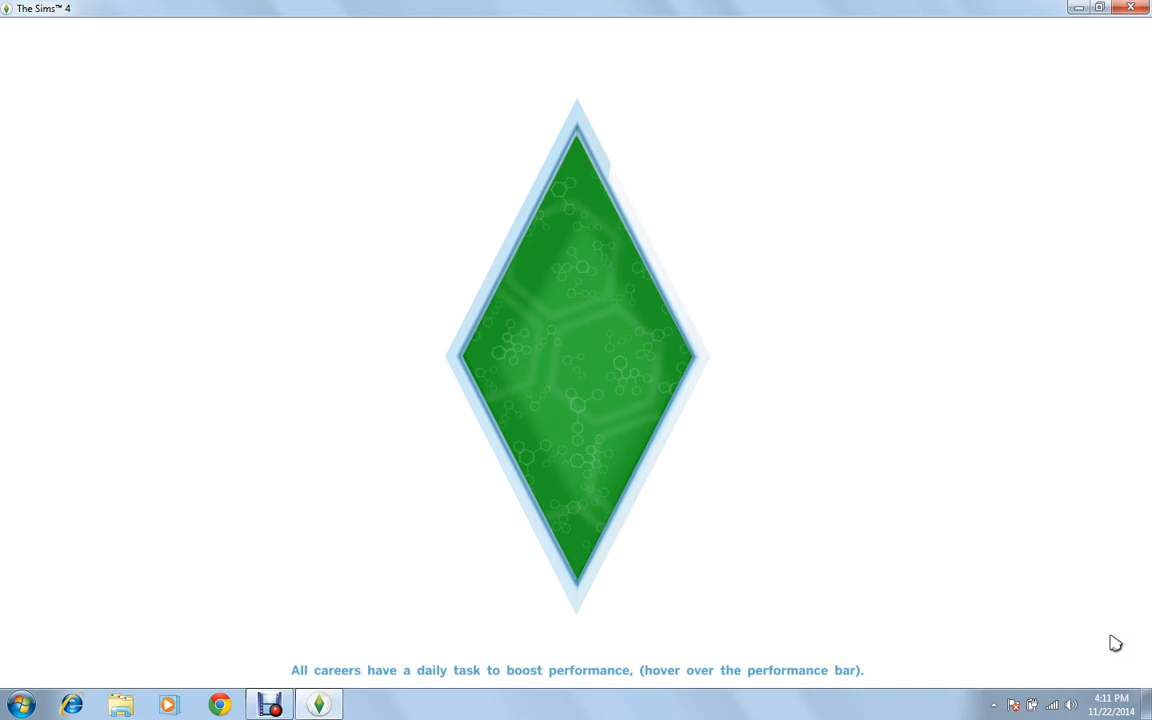 The Sims™ 4
All careers have a daily task to boost performance, (hover over the performance bar).
4:11 PM
11/22/2014